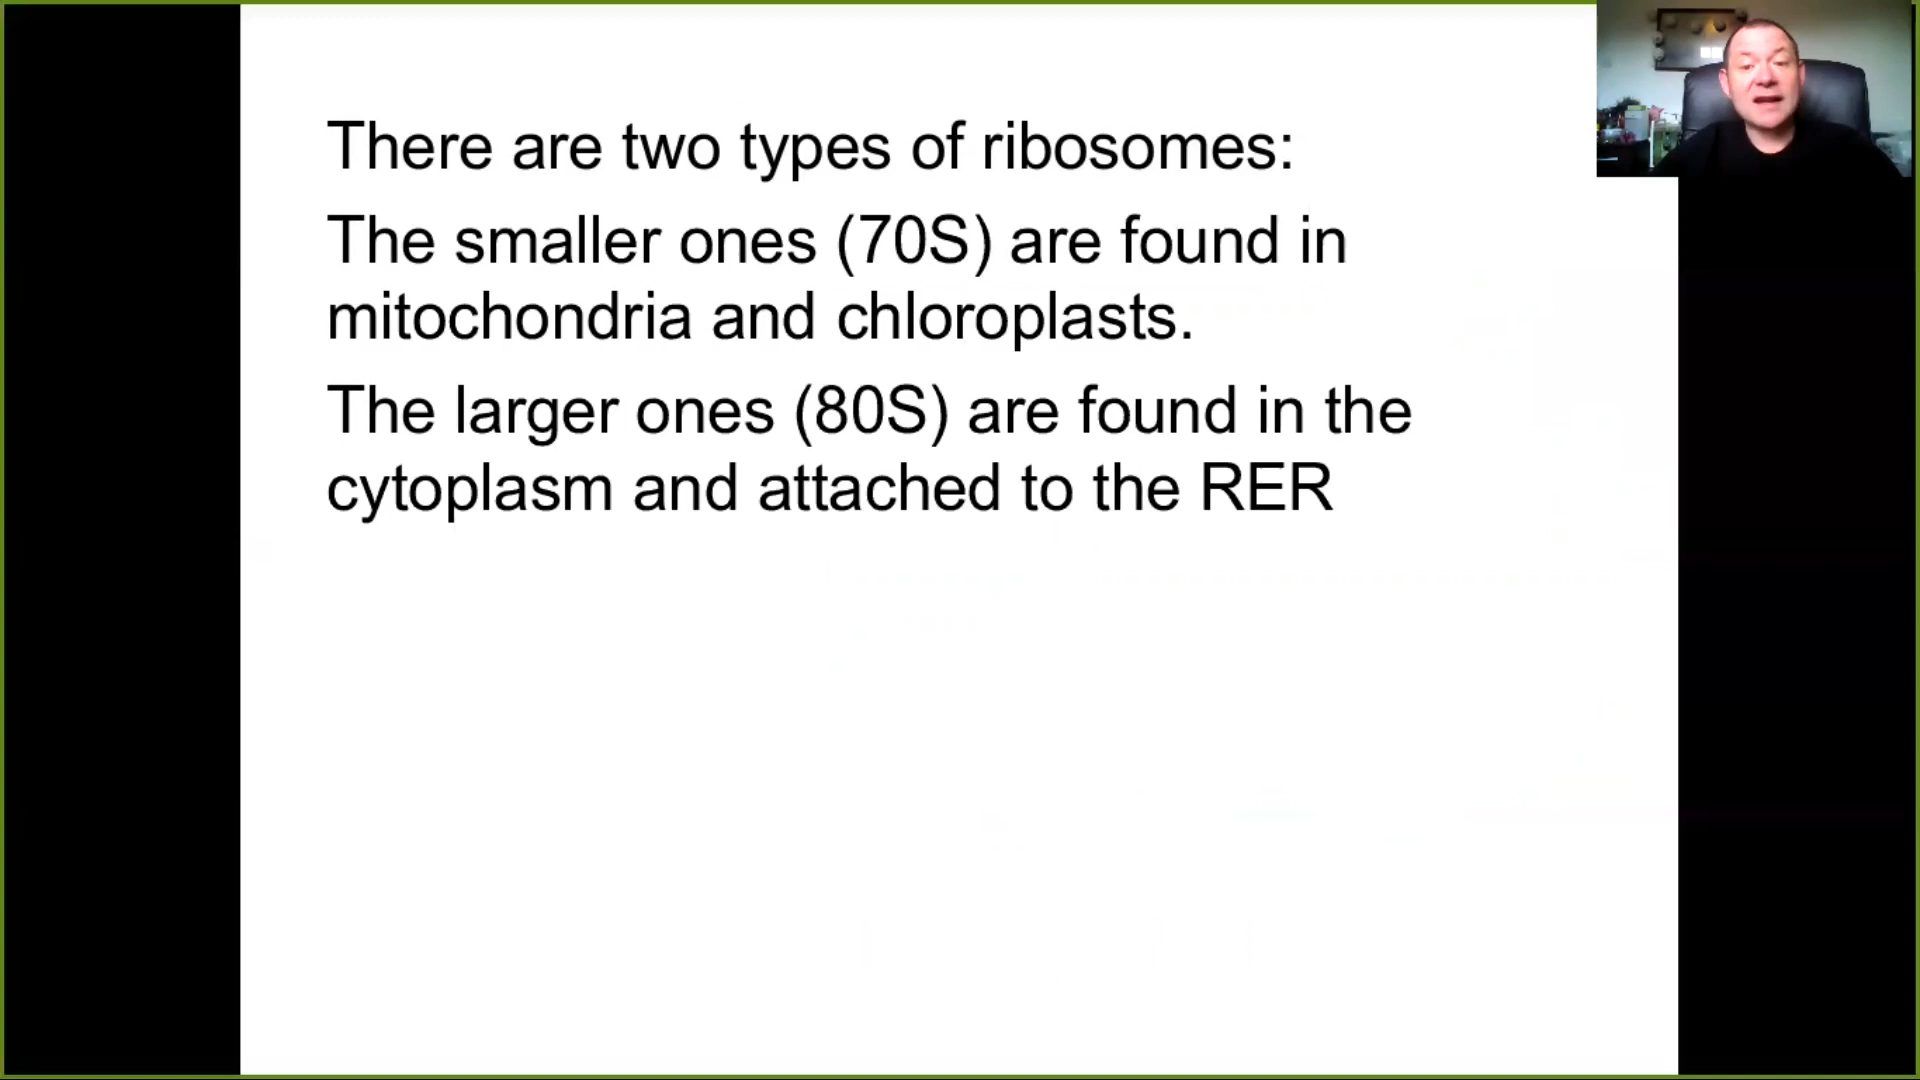 There are two types of ribosomes:
The smaller ones (70S) are found in
mitochondria and chloroplasts.
The larger ones (80S) are found in the
cytoplasm and attached to the RER